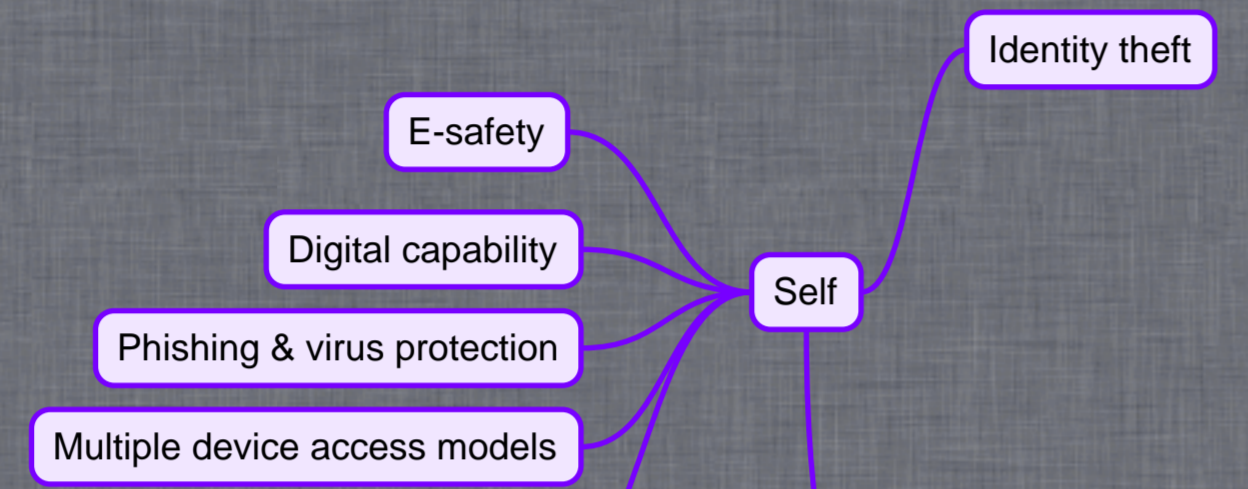 Identity theft
E-safety
Digital capability
Self
Phishing & virus protection
Multiple device access models